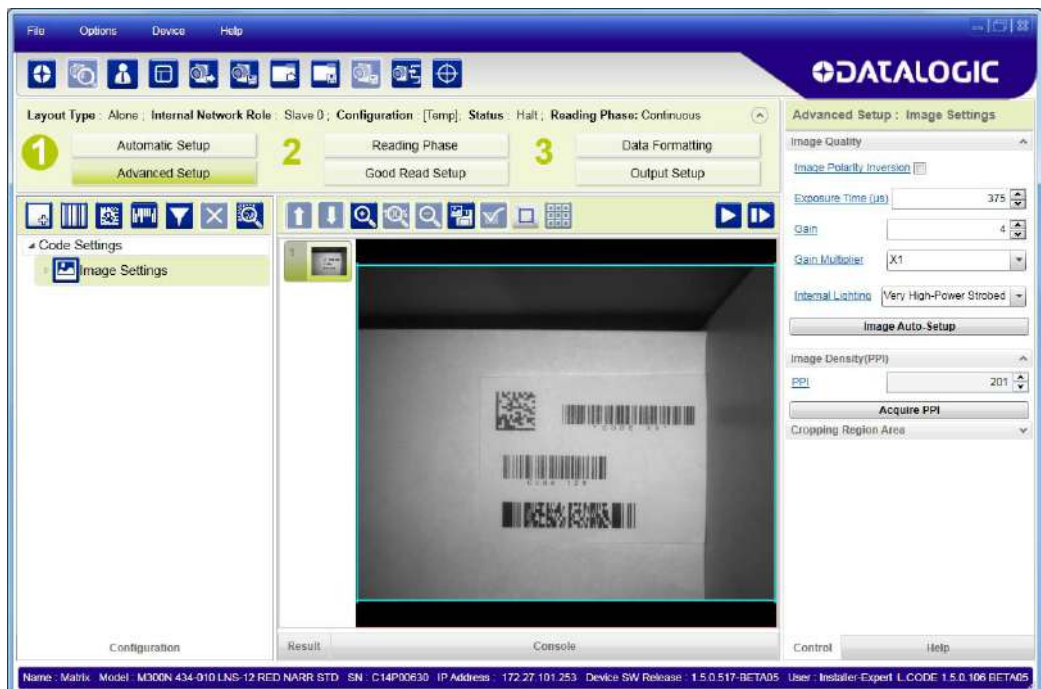 File Options Device Help
DATALOGIC
Layout Type : Alone ; Internal Network Role : Slave 0 ; Configuration : [Temp]; Status : Halt ; Reading Phase: Continuous
1 Automatic Setup 2 Reading Phase 3 Data Formatting
Advanced Setup Good Read Setup Output Setup
Code Settings
Image Settings
1
CODE 39
CODE 128
Advanced Setup : Image Settings
Image Quality
Image Polarity Inversion
Exposure Time (µs) 375
Gain 4
Gain Multiplier X1
Internal Lighting Very High-Power Strobed
Image Auto-Setup
Image Density(PPI)
PPI 201
Acquire PPI
Cropping Region Area
Configuration Result Console Control Help
Name : Matrix Model : M300N 434-010 LNS-12 RED NARR STD SN : C14P00630 IP Address : 172.27.101.253 Device SW Release : 1.5.0.517-BETA05 User : Installer-Expert L.CODE 1.5.0.106 BETA05